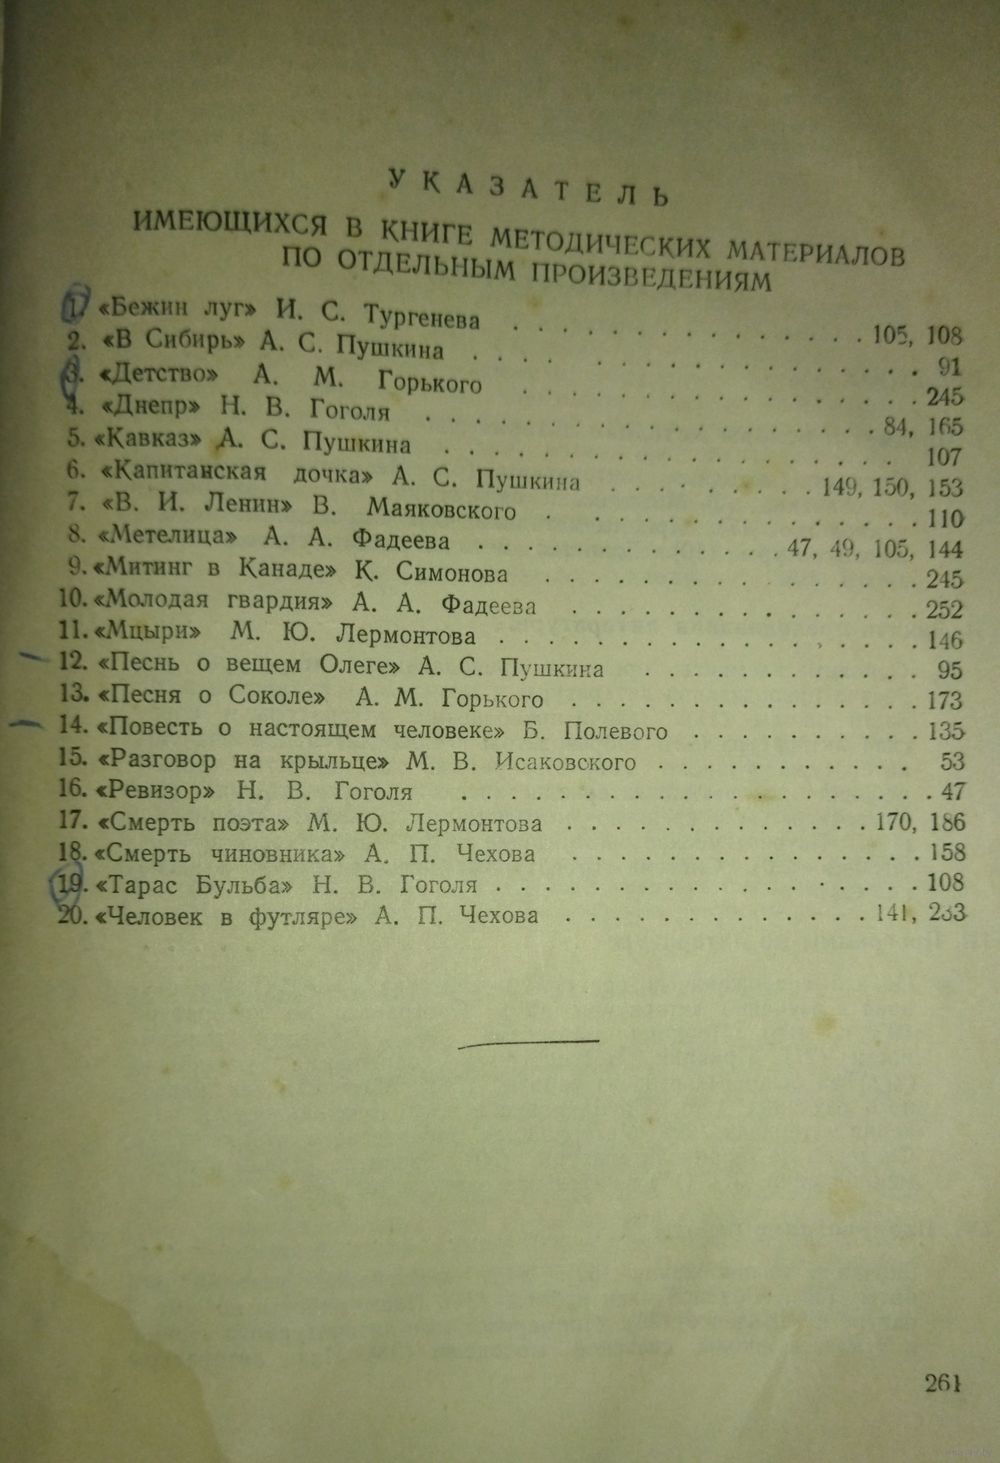 УКАЗАТЕЛЬ
ИМЕЮЩИХСЯ В КНИГЕ МЕТОДИЧЕСКИХ МАТЕРИАЛОВ
ПО ОТДЕЛЬНЫМ ПРОИЗВЕДЕНИЯМ
1. «Бежин луг» И. С. Тургенева . . . . . . . . . . . . . . . 105, 108
2. «В Сибирь» А. С. Пушкина . . . . . . . . . . . . . . . . 91
3. «Детство» А. М. Горького . . . . . . . . . . . . . . . . 245
4. «Днепр» Н. В. Гоголя . . . . . . . . . . . . . . . . 84, 165
5. «Кавказ» А. С. Пушкина . . . . . . . . . . . . . . . . 107
6. «Капитанская дочка» А. С. Пушкина . . . . . . . . . 149, 150, 153
7. «В. И. Ленин» В. Маяковского . . . . . . . . . . . . . . . 110
8. «Метелица» А. А. Фадеева . . . . . . . . . . . . . 47, 49, 105, 144
9. «Митинг в Канаде» К. Симонова . . . . . . . . . . . . . . . 245
10. «Молодая гвардия» А. А. Фадеева . . . . . . . . . . . . . . 252
11. «Мцыри» М. Ю. Лермонтова . . . . . . . . . . . . . . . . . 146
12. «Песнь о вещем Олеге» А. С. Пушкина . . . . . . . . . . . . 95
13. «Песня о Соколе» А. М. Горького . . . . . . . . . . . . . . 173
14. «Повесть о настоящем человеке» Б. Полевого . . . . . . . . . . 135
15. «Разговор на крыльце» М. В. Исаковского . . . . . . . . . . . 53
16. «Ревизор» Н. В. Гоголя . . . . . . . . . . . . . . . . . . . 47
17. «Смерть поэта» М. Ю. Лермонтова . . . . . . . . . . . . . 170, 186
18. «Смерть чиновника» А. П. Чехова . . . . . . . . . . . . . . . 158
19. «Тарас Бульба» Н. В. Гоголя . . . . . . . . . . . . . . . . . 108
20. «Человек в футляре» А. П. Чехова . . . . . . . . . . . . . 141,
261